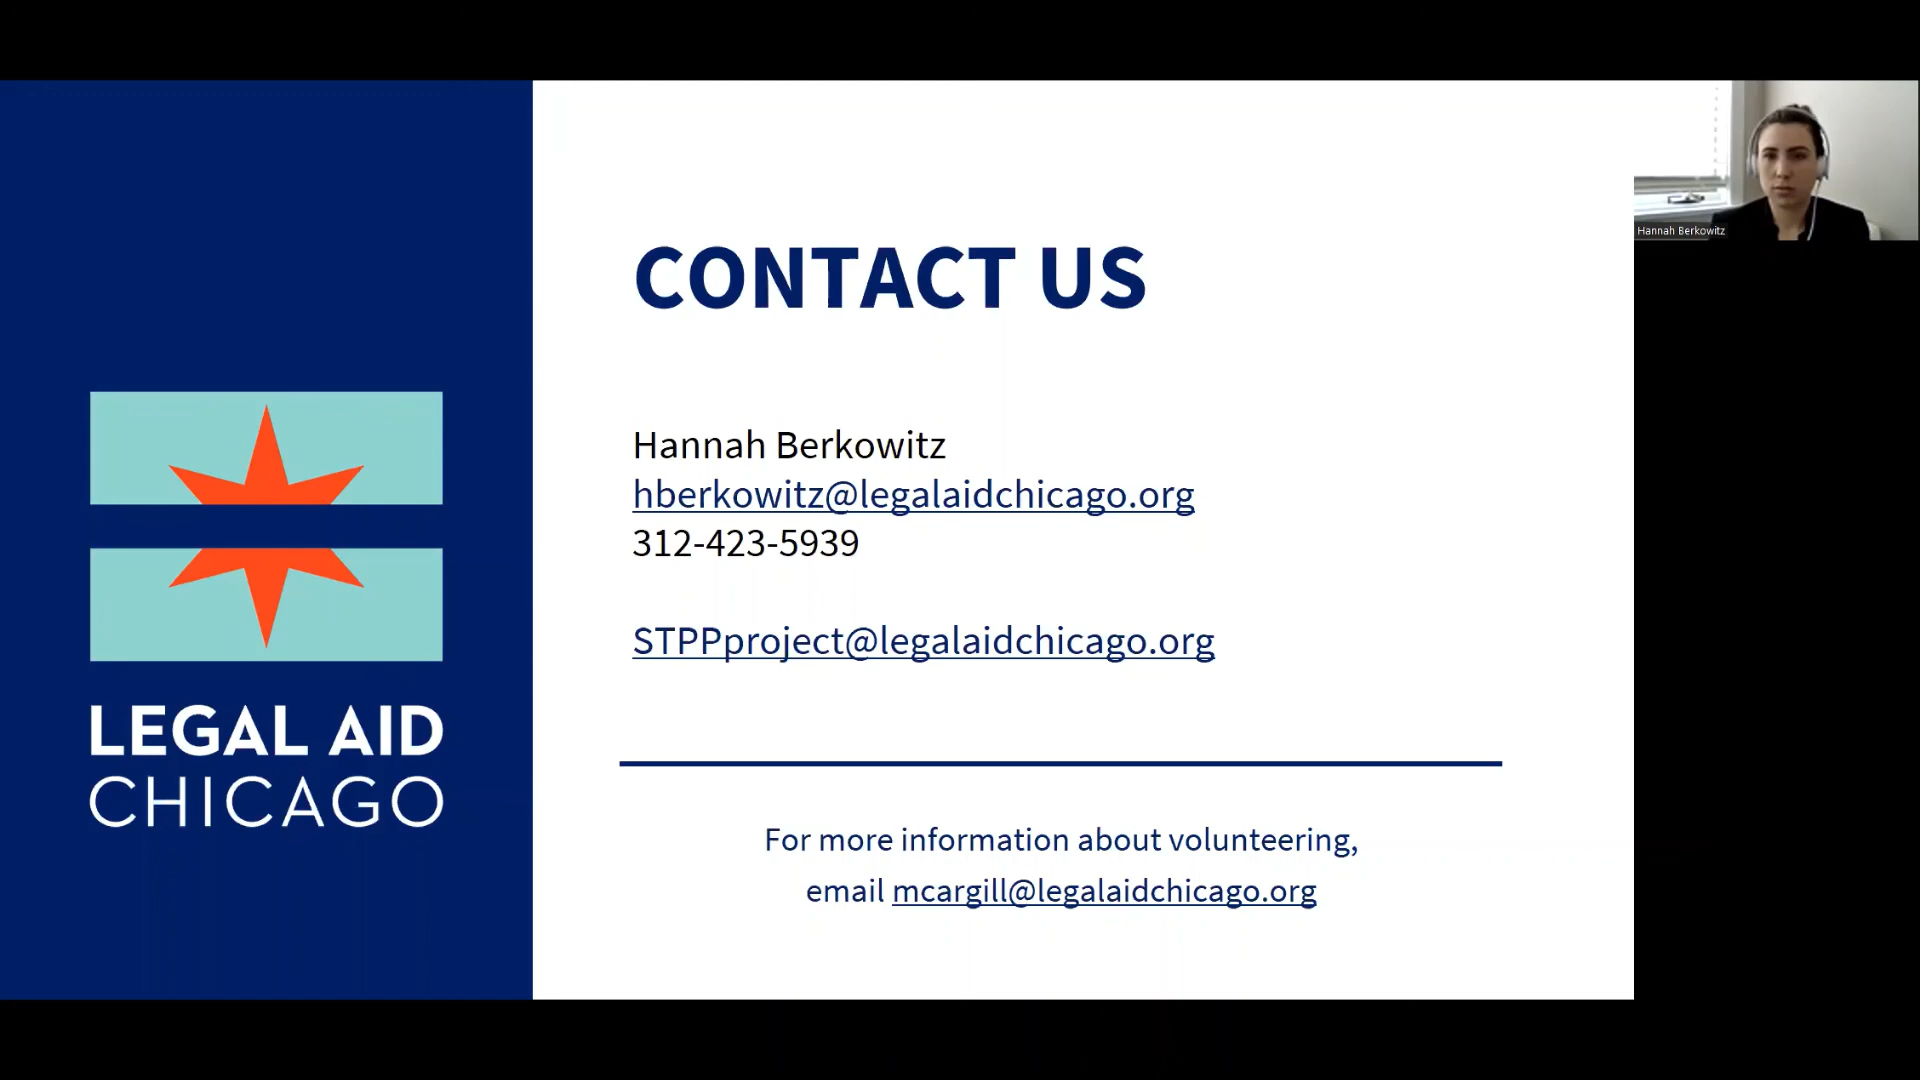 CONTACT US
Hannah Berkowitz
hberkowitz@legalaidchicago.org
312-423-5939
STPPproject@legalaidchicago.org
For more information about volunteering,
email mcargill@legalaidchicago.org
LEGAL AID
CHICAGO
Hannah Berkowitz